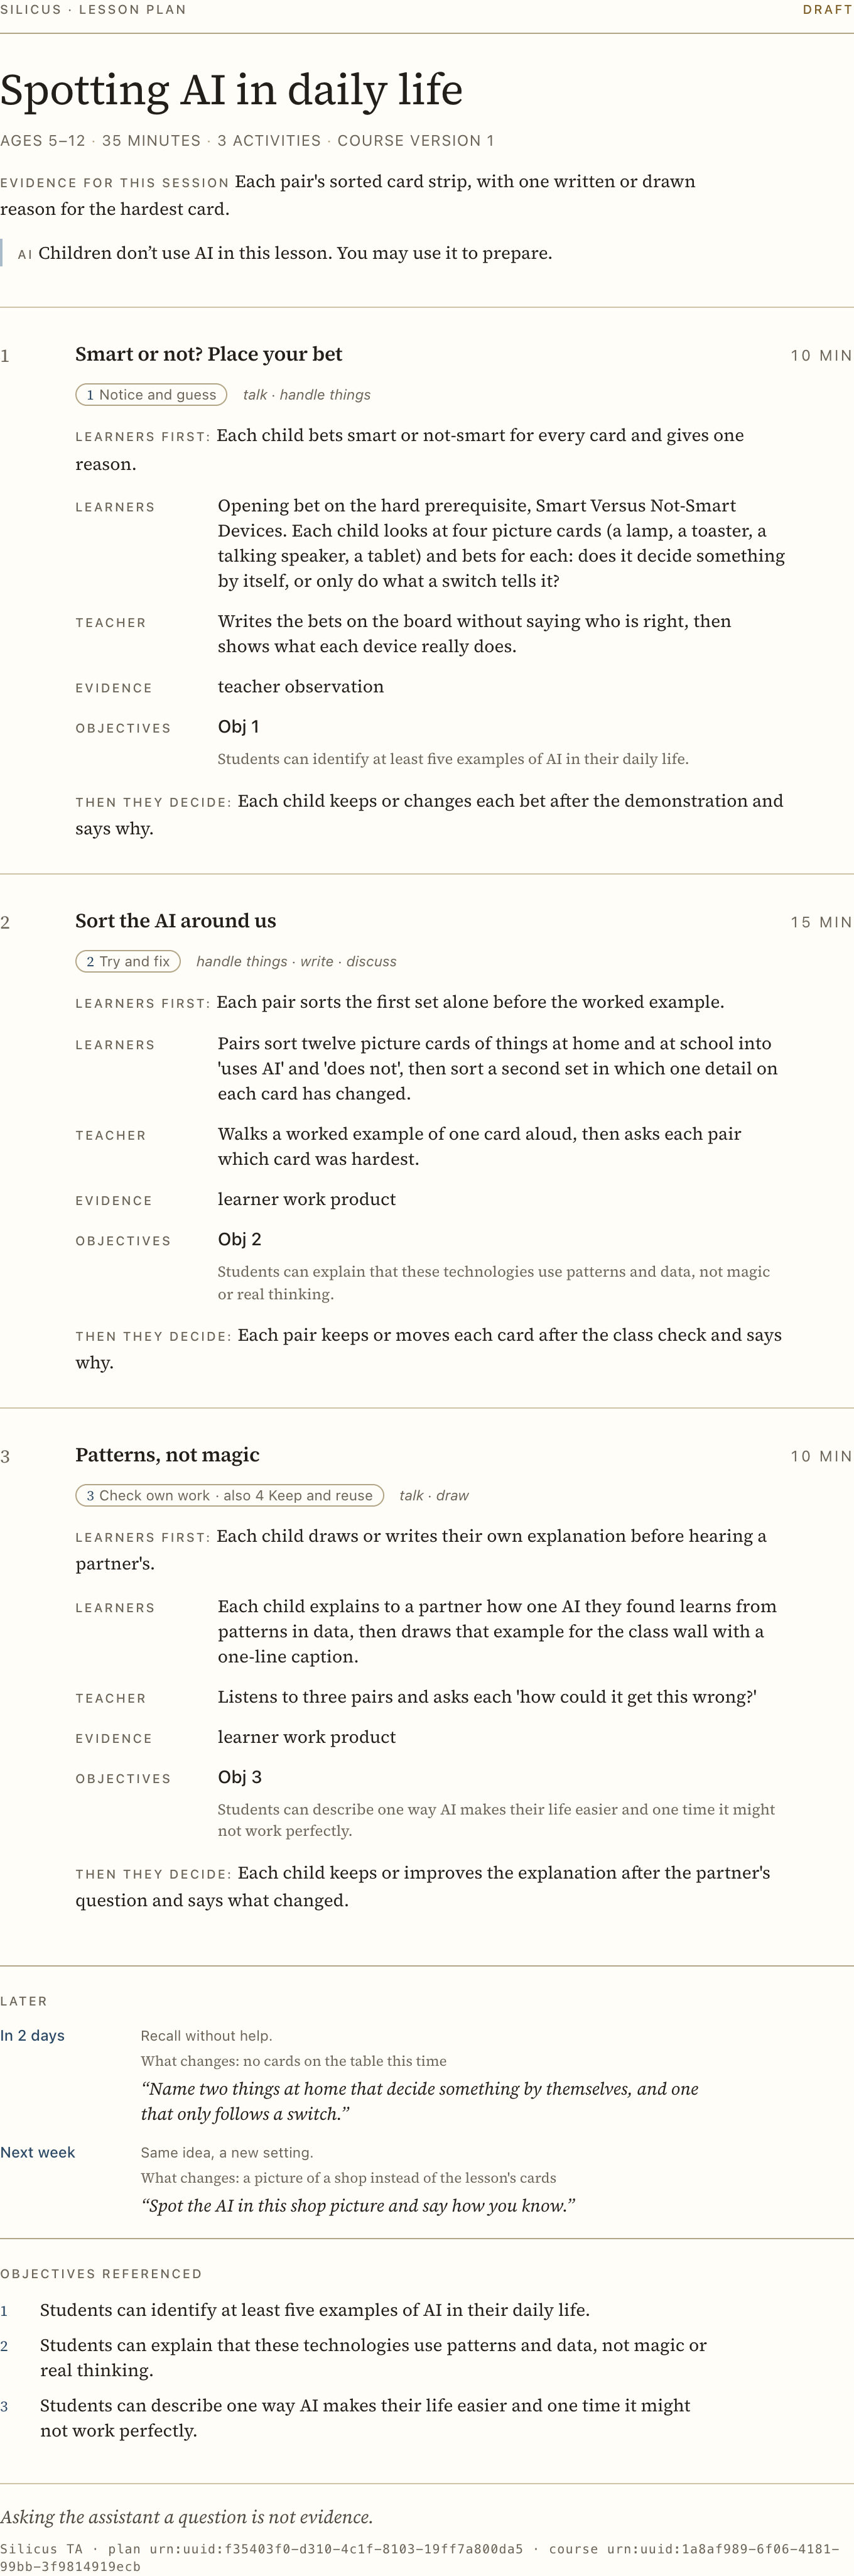 SILICUS · LESSON PLAN
DRAFT
Spotting AI in daily life
AGES 5–12 · 35 MINUTES · 3 ACTIVITIES · COURSE VERSION 1
EVIDENCE FOR THIS SESSION Each pair's sorted card strip, with one written or drawn
reason for the hardest card.
AI Children don’t use AI in this lesson. You may use it to prepare.
1
Smart or not? Place your bet
10 MIN
1 Notice and guess
talk · handle things
LEARNERS FIRST: Each child bets smart or not-smart for every card and gives one
reason.
LEARNERS
Opening bet on the hard prerequisite, Smart Versus Not-Smart
Devices. Each child looks at four picture cards (a lamp, a toaster, a
talking speaker, a tablet) and bets for each: does it decide something
by itself, or only do what a switch tells it?
TEACHER
Writes the bets on the board without saying who is right, then
shows what each device really does.
EVIDENCE
teacher observation
OBJECTIVES
Obj 1
Students can identify at least five examples of AI in their daily life.
THEN THEY DECIDE: Each child keeps or changes each bet after the demonstration and
says why.
2
Sort the AI around us
15 MIN
2 Try and fix
handle things · write · discuss
LEARNERS FIRST: Each pair sorts the first set alone before the worked example.
LEARNERS
Pairs sort twelve picture cards of things at home and at school into
'uses AI' and 'does not', then sort a second set in which one detail on
each card has changed.
TEACHER
Walks a worked example of one card aloud, then asks each pair
which card was hardest.
EVIDENCE
learner work product
OBJECTIVES
Obj 2
Students can explain that these technologies use patterns and data, not magic
or real thinking.
THEN THEY DECIDE: Each pair keeps or moves each card after the class check and says
why.
3
Patterns, not magic
10 MIN
3 Check own work · also 4 Keep and reuse
talk · draw
LEARNERS FIRST: Each child draws or writes their own explanation before hearing a
partner's.
LEARNERS
Each child explains to a partner how one AI they found learns from
patterns in data, then draws that example for the class wall with a
one-line caption.
TEACHER
Listens to three pairs and asks each 'how could it get this wrong?'
EVIDENCE
learner work product
OBJECTIVES
Obj 3
Students can describe one way AI makes their life easier and one time it might
not work perfectly.
THEN THEY DECIDE: Each child keeps or improves the explanation after the partner's
question and says what changed.
LATER
In 2 days
Recall without help.
What changes: no cards on the table this time
“Name two things at home that decide something by themselves, and one
that only follows a switch.”
Next week
Same idea, a new setting.
What changes: a picture of a shop instead of the lesson's cards
“Spot the AI in this shop picture and say how you know.”
OBJECTIVES REFERENCED
1 Students can identify at least five examples of AI in their daily life.
2 Students can explain that these technologies use patterns and data, not magic or
real thinking.
3 Students can describe one way AI makes their life easier and one time it might
not work perfectly.
Asking the assistant a question is not evidence.
Silicus TA · plan urn:uuid:f35403f0-d310-4c1f-8103-19ff7a800da5 · course urn:uuid:1a8af989-6f06-4181-
99bb-3f9814919ecb